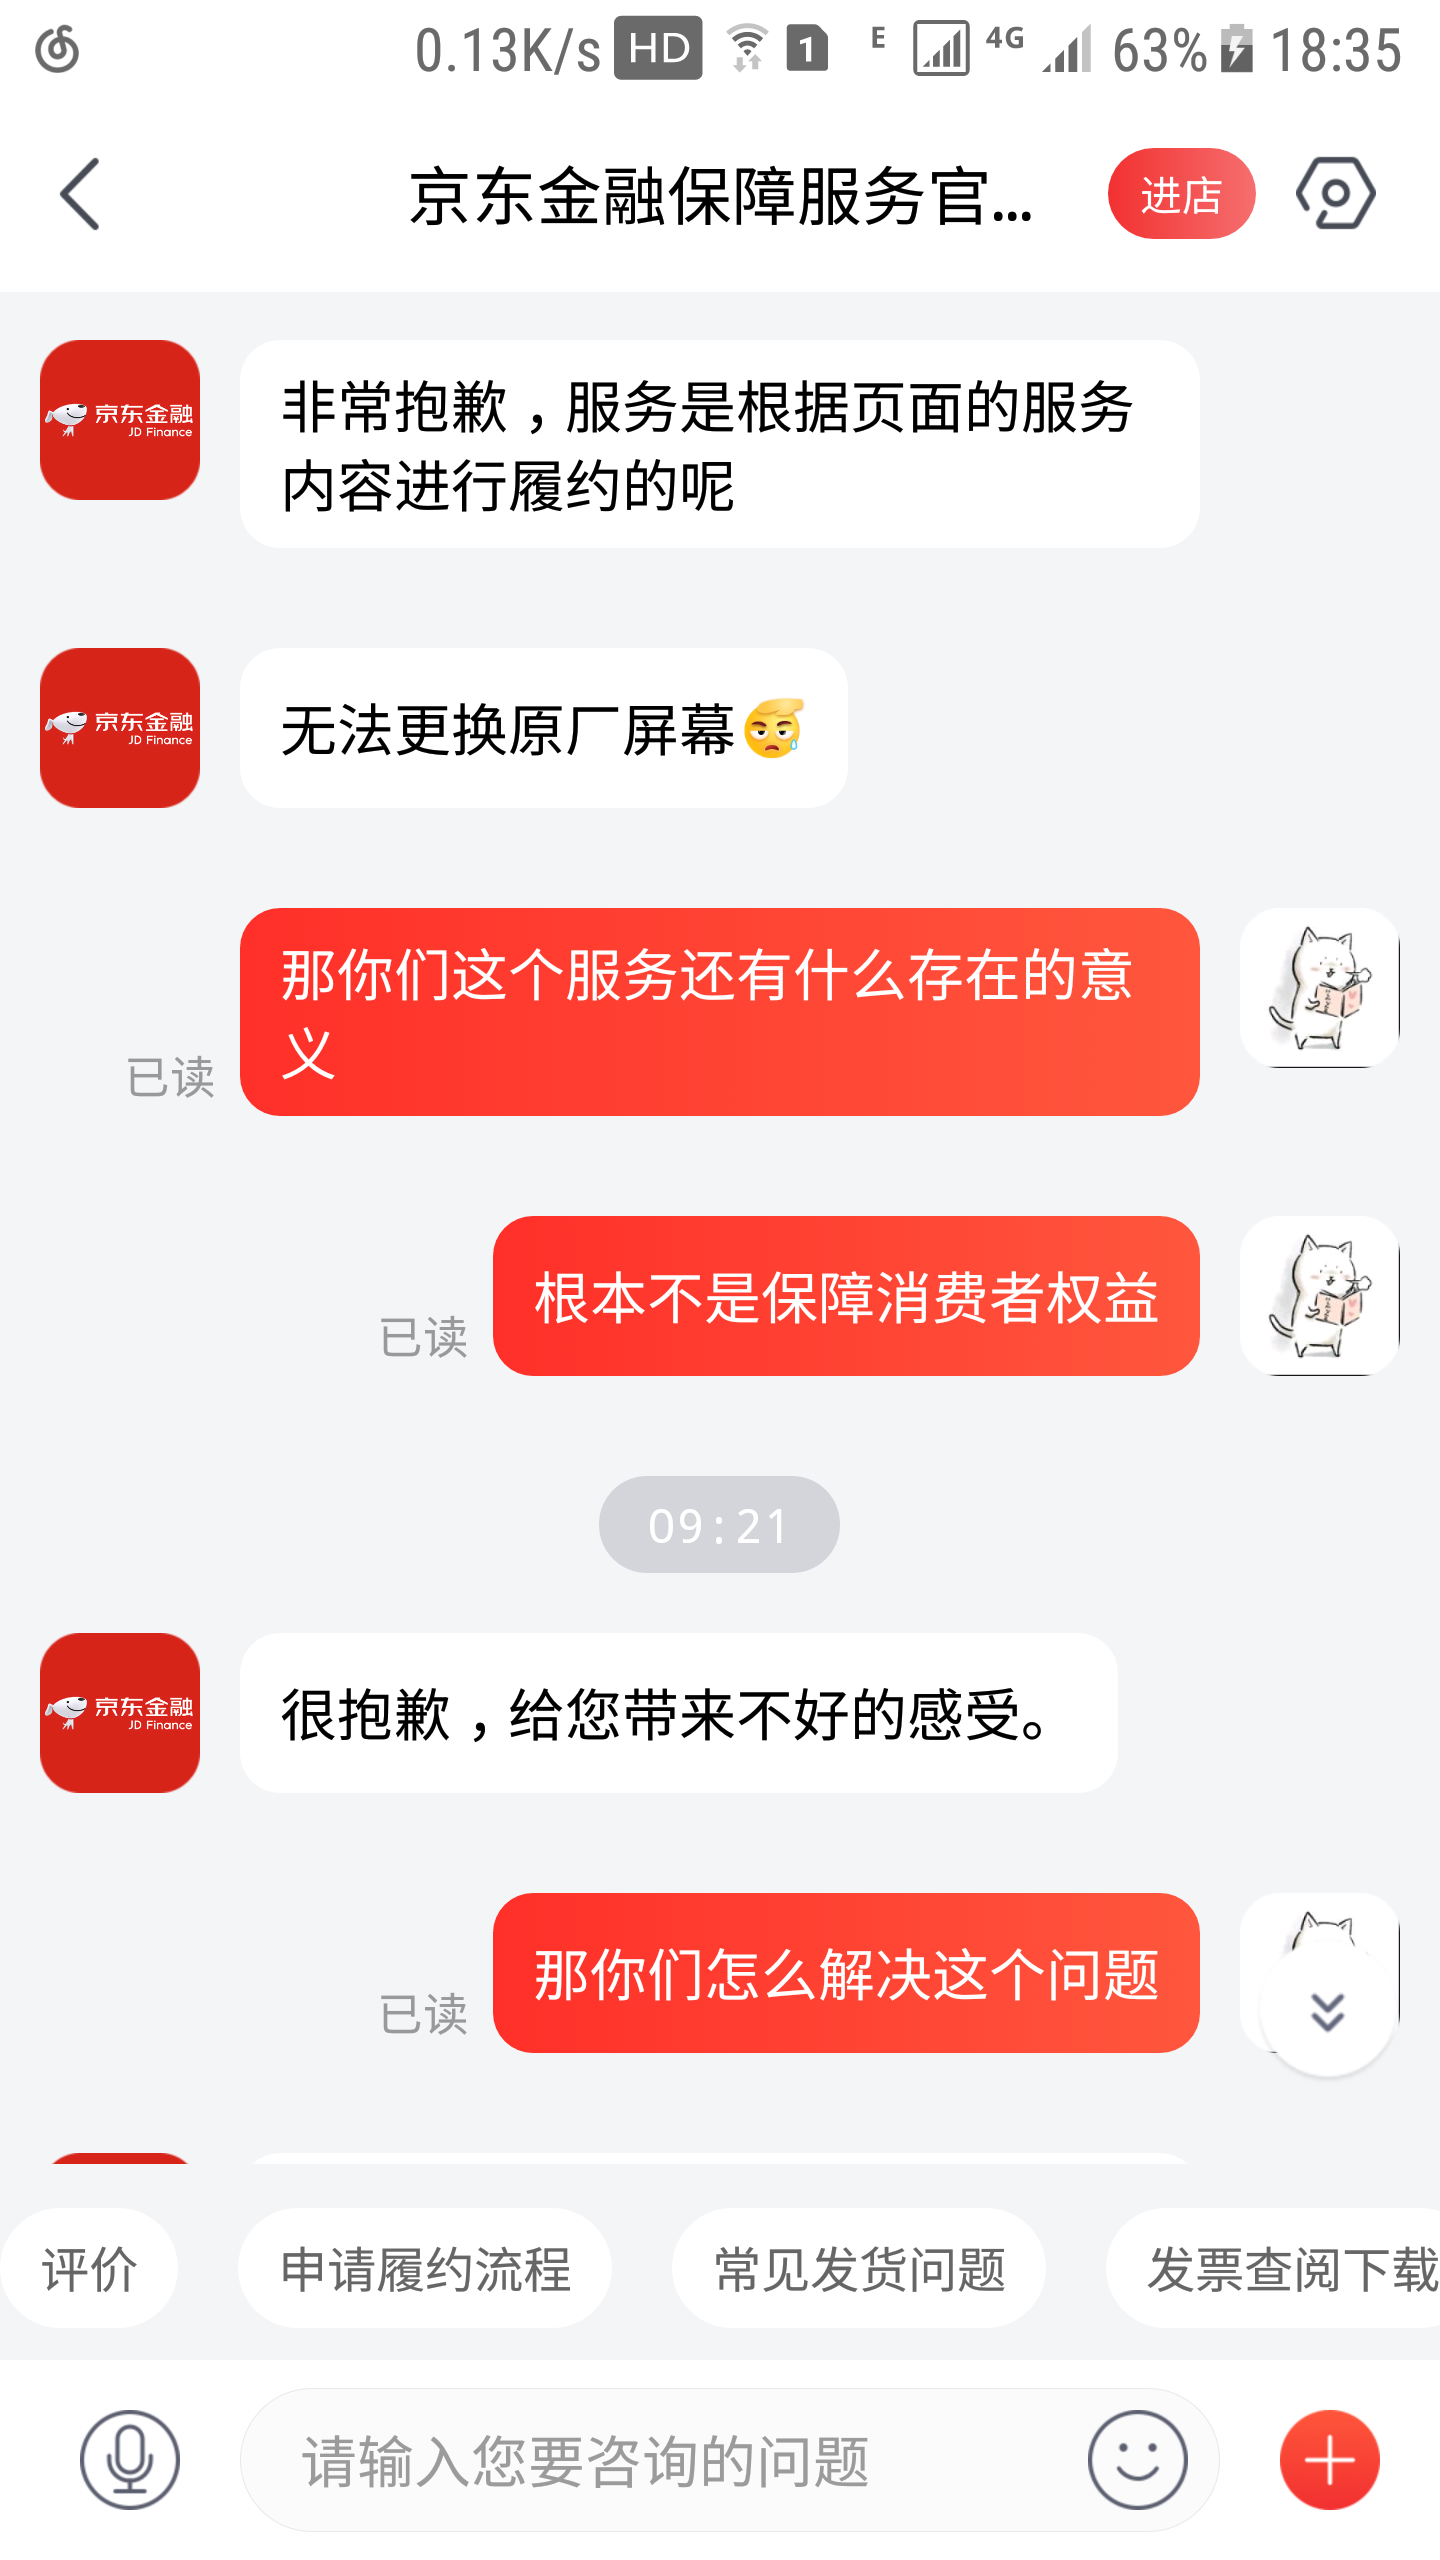 0.13K/s HD 1 E 4G 63% 18:35
京东金融保障服务官...
进店
京东金融
JD Finance
非常抱歉，服务是根据页面的服务
内容进行履约的呢
京东金融
JD Finance
无法更换原厂屏幕
那你们这个服务还有什么存在的意
义
已读
根本不是保障消费者权益
已读
09:21
京东金融
JD Finance
很抱歉，给您带来不好的感受。
那你们怎么解决这个问题
已读
评价
申请履约流程
常见发货问题
发票查阅下载
请输入您要咨询的问题